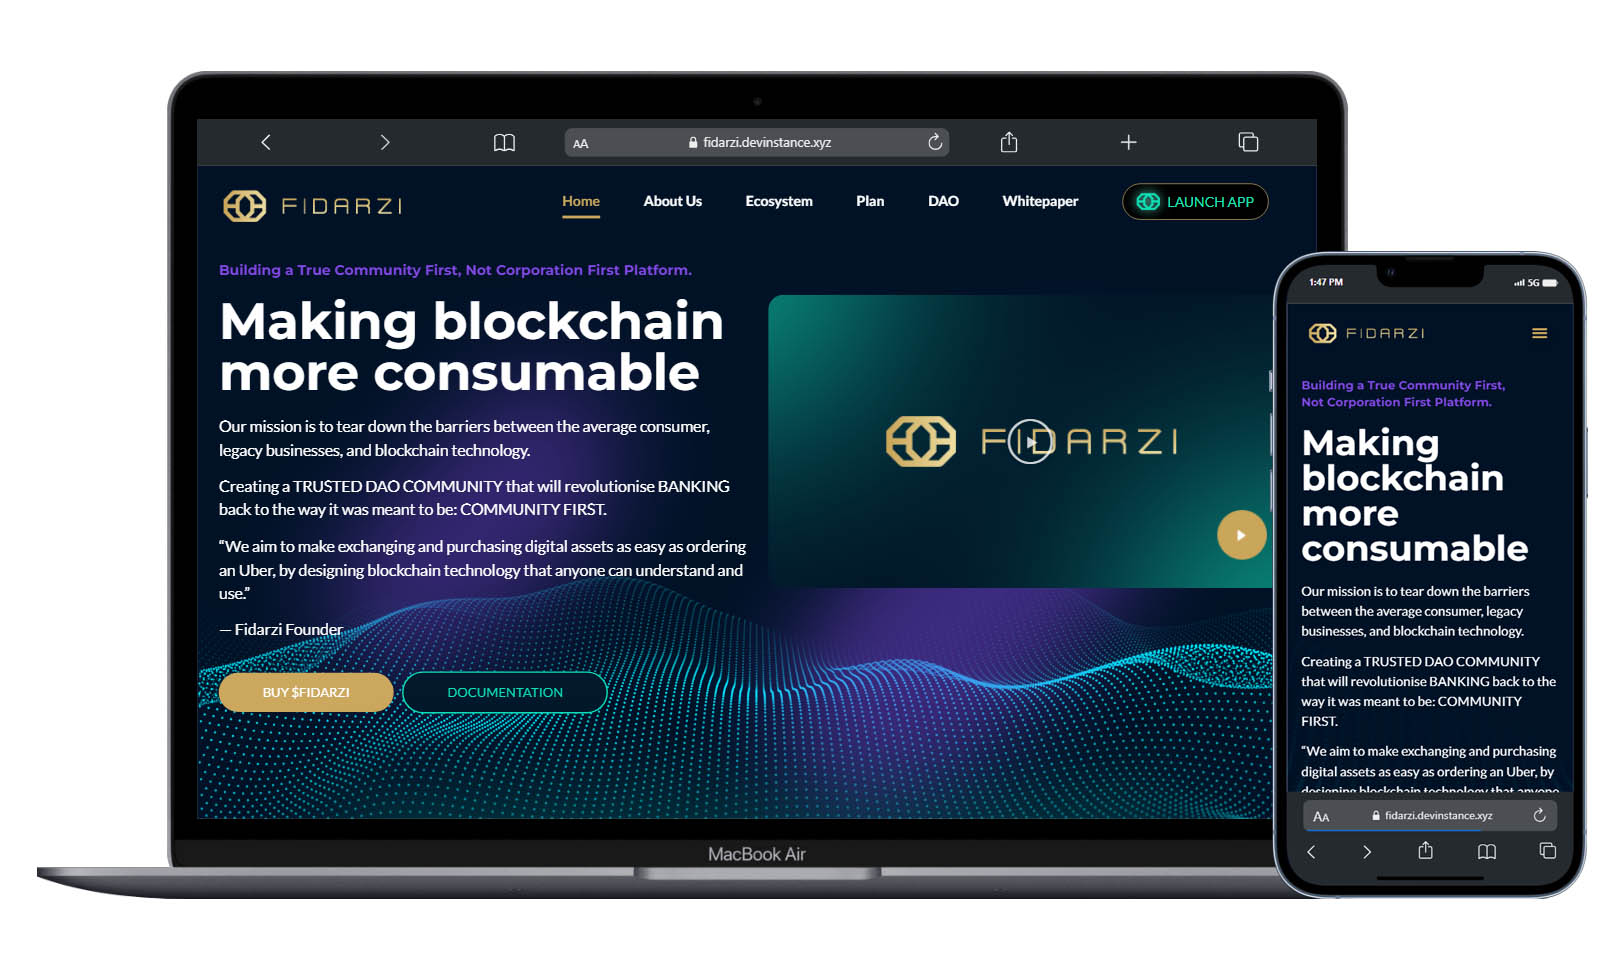 AA
fidarzi.devinstance.xyz
FIDARZI
Home About Us Ecosystem Plan DAO Whitepaper
LAUNCH APP
Building a True Community First, Not Corporation First Platform.
Making blockchain
more consumable
Our mission is to tear down the barriers between the average consumer,
legacy businesses, and blockchain technology.
Creating a TRUSTED DAO COMMUNITY that will revolutionise BANKING
back to the way it was meant to be: COMMUNITY FIRST.
“We aim to make exchanging and purchasing digital assets as easy as ordering
an Uber, by designing blockchain technology that anyone can understand and
use.”
— Fidarzi Founder
BUY $FIDARZI
DOCUMENTATION
FIDARZI
MacBook Air
1:47 PM
5G
FIDARZI
Building a True Community First,
Not Corporation First Platform.
Making
blockchain
more
consumable
Our mission is to tear down the barriers
between the average consumer, legacy
businesses, and blockchain technology.
Creating a TRUSTED DAO COMMUNITY
that will revolutionise BANKING back to the
way it was meant to be: COMMUNITY
FIRST.
“We aim to make exchanging and purchasing
digital assets as easy as ordering an Uber, by
designing blockchain technology that anyone
AA
fidarzi.devinstance.xyz